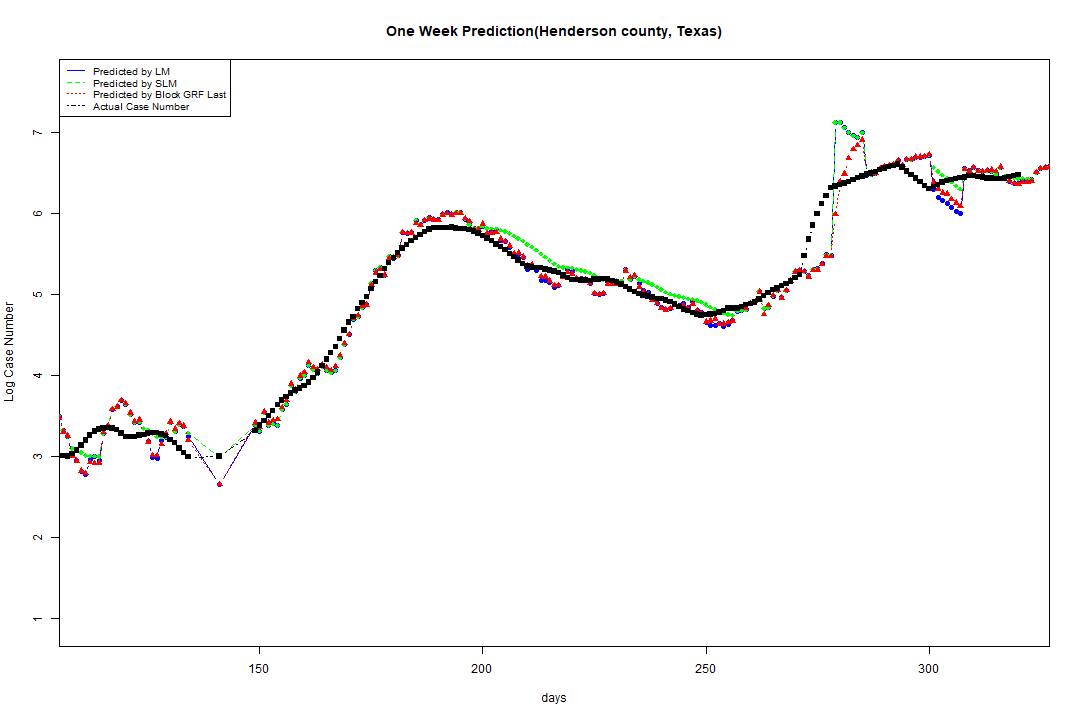 One Week Prediction(Henderson county, Texas)
Predicted by LM
Predicted by SLM
Predicted by Block GRF Last
Actual Case Number
7
6
5
4
3
2
1
Log Case Number
150 200 250 300
days